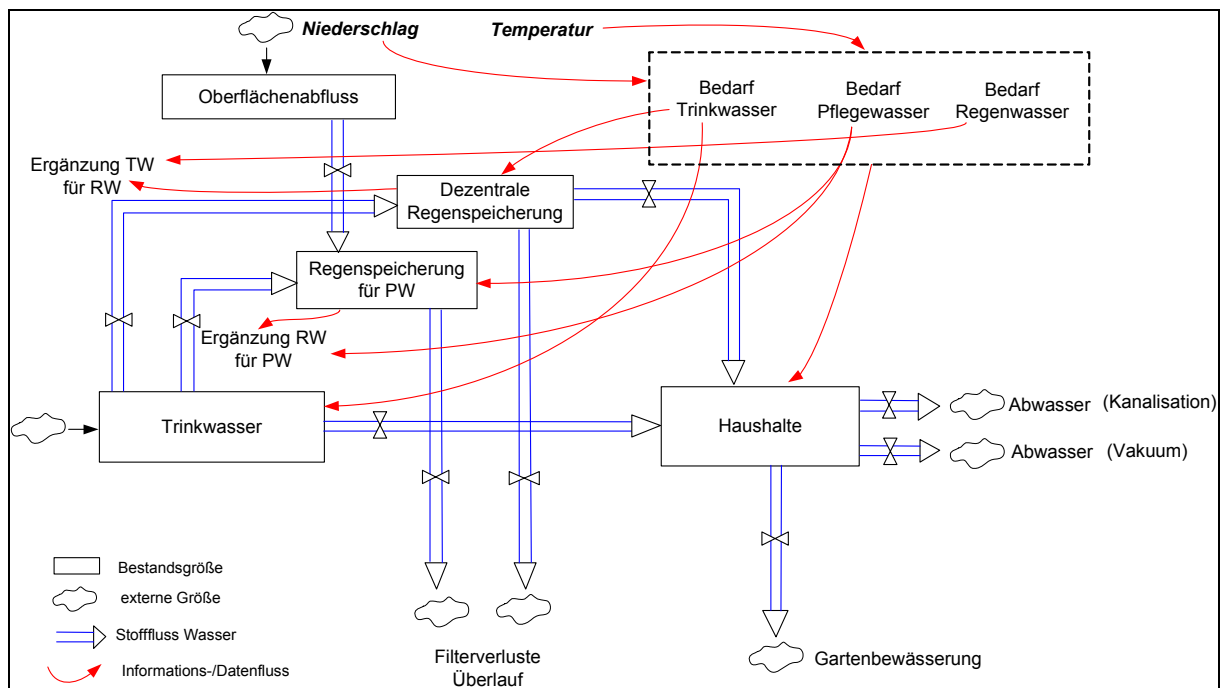 Niederschlag
Temperatur
Oberflächenabfluss
Bedarf
Trinkwasser
Bedarf
Pflegewasser
Bedarf
Regenwasser
Ergänzung TW
für RW
Dezentrale
Regenspeicherung
Regenspeicherung
für PW
Ergänzung RW
für PW
Trinkwasser
Haushalte
Abwasser (Kanalisation)
Abwasser (Vakuum)
Bestandsgröße
externe Größe
Stofffluss Wasser
Informations-/Datenfluss
Filterverluste
Überlauf
Gartenbewässerung